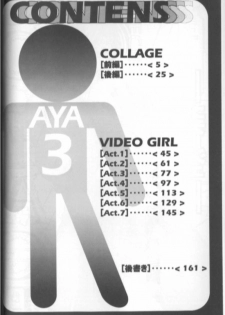 CONTENS
COLLAGE
[前編]······< 5 >
[後編]······< 25 >
AYA
3
VIDEO GIRL
[Act.1]······< 45 >
[Act.2]······< 61 >
[Act.3]······< 77 >
[Act.4]······< 97 >
[Act.5]······< 113 >
[Act.6]······< 129 >
[Act.7]······< 145 >
[後書き]······< 161 >